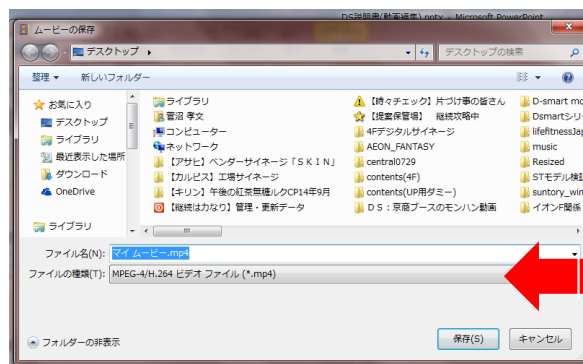 DS説明書(動画編集).pptx - Microsoft PowerPoint
ムービーの保存
デスクトップ
デスクトップの検索
整理 新しいフォルダー
お気に入り
デスクトップ
ライブラリ
最近表示した場所
ダウンロード
OneDrive
ライブラリ
ライブラリ
菅沼 孝文
コンピューター
ネットワーク
【アサヒ】ベンダーサイネージ「ＳＫＩＮ」
【カルピス】工場サイネージ
【キリン】午後の紅茶無糖ルクCP14年9月
【継続は力なり】管理・更新データ
【時々チェック】片づけ事の皆さん
【提案保管場】 継続攻略中
4Fデジタルサイネージ
AEON_FANTASY
central0729
contents(4F)
contents(UP用ダミー)
ＤＳ：京商ブースのモンハン動画
D-smart mo
Dsmartシリ
lifefitnessJap
music
Resized
STモデル検証
suntory_win
イオンF関係
ファイル名(N): マイ ムービー.mp4
ファイルの種類(T): MPEG-4/H.264 ビデオ ファイル (*.mp4)
フォルダーの非表示 保存(S) キャンセル